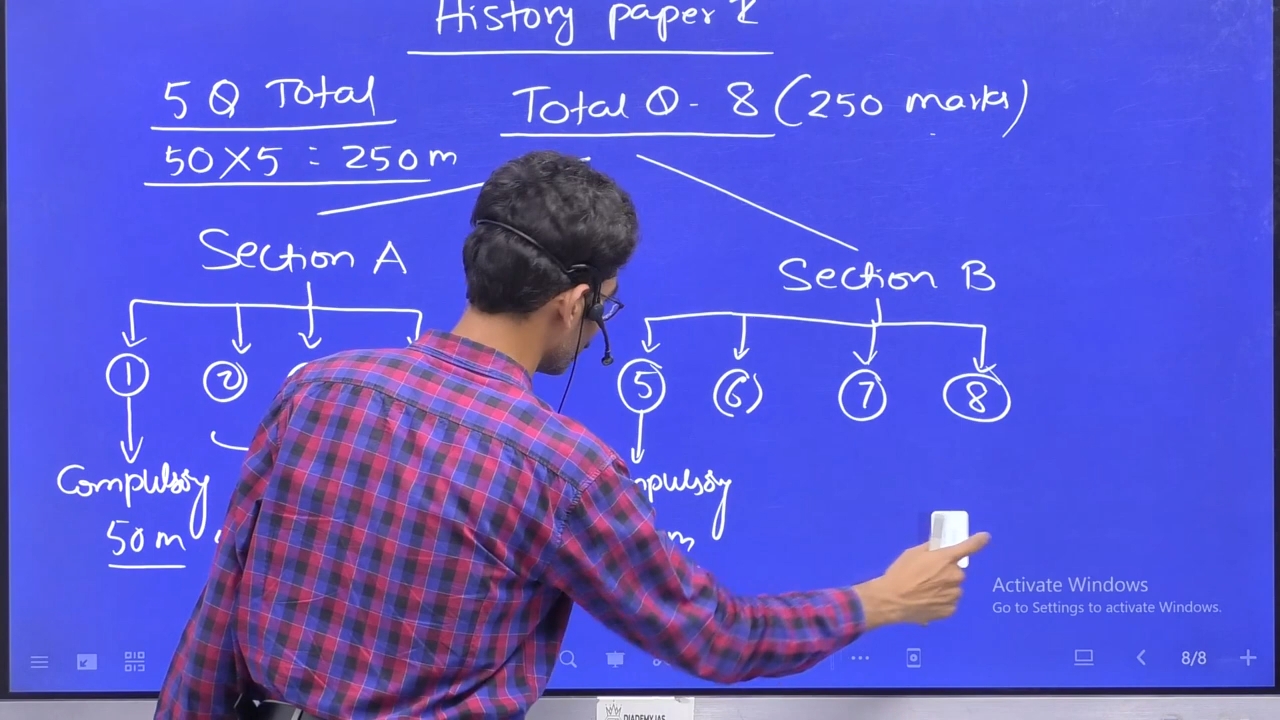 History paper I
5 Q Total
Total Q - 8 (250 marks)
50 X 5 = 250 m
Section A
Section B
1 2
5 6 7 8
Compulsory
50 m
m
Activate Windows
Go to Settings to activate Windows.
8/8